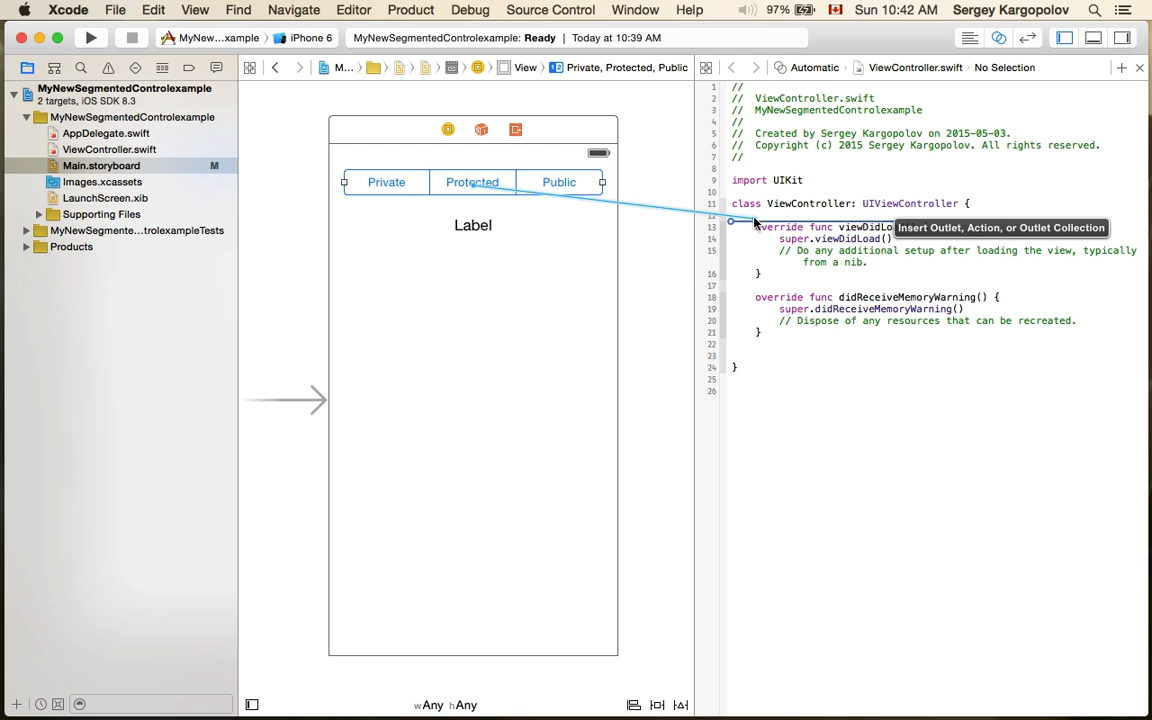 Xcode File Edit View Find Navigate Editor Product Debug Source Control Window Help 97% Sun 10:42 AM Sergey Kargopolov
MyNew...xample iPhone 6 MyNewSegmentedControlexample: Ready | Today at 10:39 AM
M... View Private, Protected, Public Automatic ViewController.swift No Selection
MyNewSegmentedControlexample
2 targets, iOS SDK 8.3
MyNewSegmentedControlexample
AppDelegate.swift
ViewController.swift
Main.storyboard M
Images.xcassets
LaunchScreen.xib
Supporting Files
MyNewSegmente...trolexampleTests
Products
Private Protected Public
Label
wAny hAny
1 //
2 // ViewController.swift
3 // MyNewSegmentedControlexample
4 //
5 // Created by Sergey Kargopolov on 2015-05-03.
6 // Copyright (c) 2015 Sergey Kargopolov. All rights reserved.
7 //
8
9 import UIKit
10
11 class ViewController: UIViewController {
12
13 override func viewDidLo
Insert Outlet, Action, or Outlet Collection
14 super.viewDidLoad()
15 // Do any additional setup after loading the view, typically
from a nib.
16 }
17
18 override func didReceiveMemoryWarning() {
19 super.didReceiveMemoryWarning()
20 // Dispose of any resources that can be recreated.
21 }
22
23
24 }
25
26